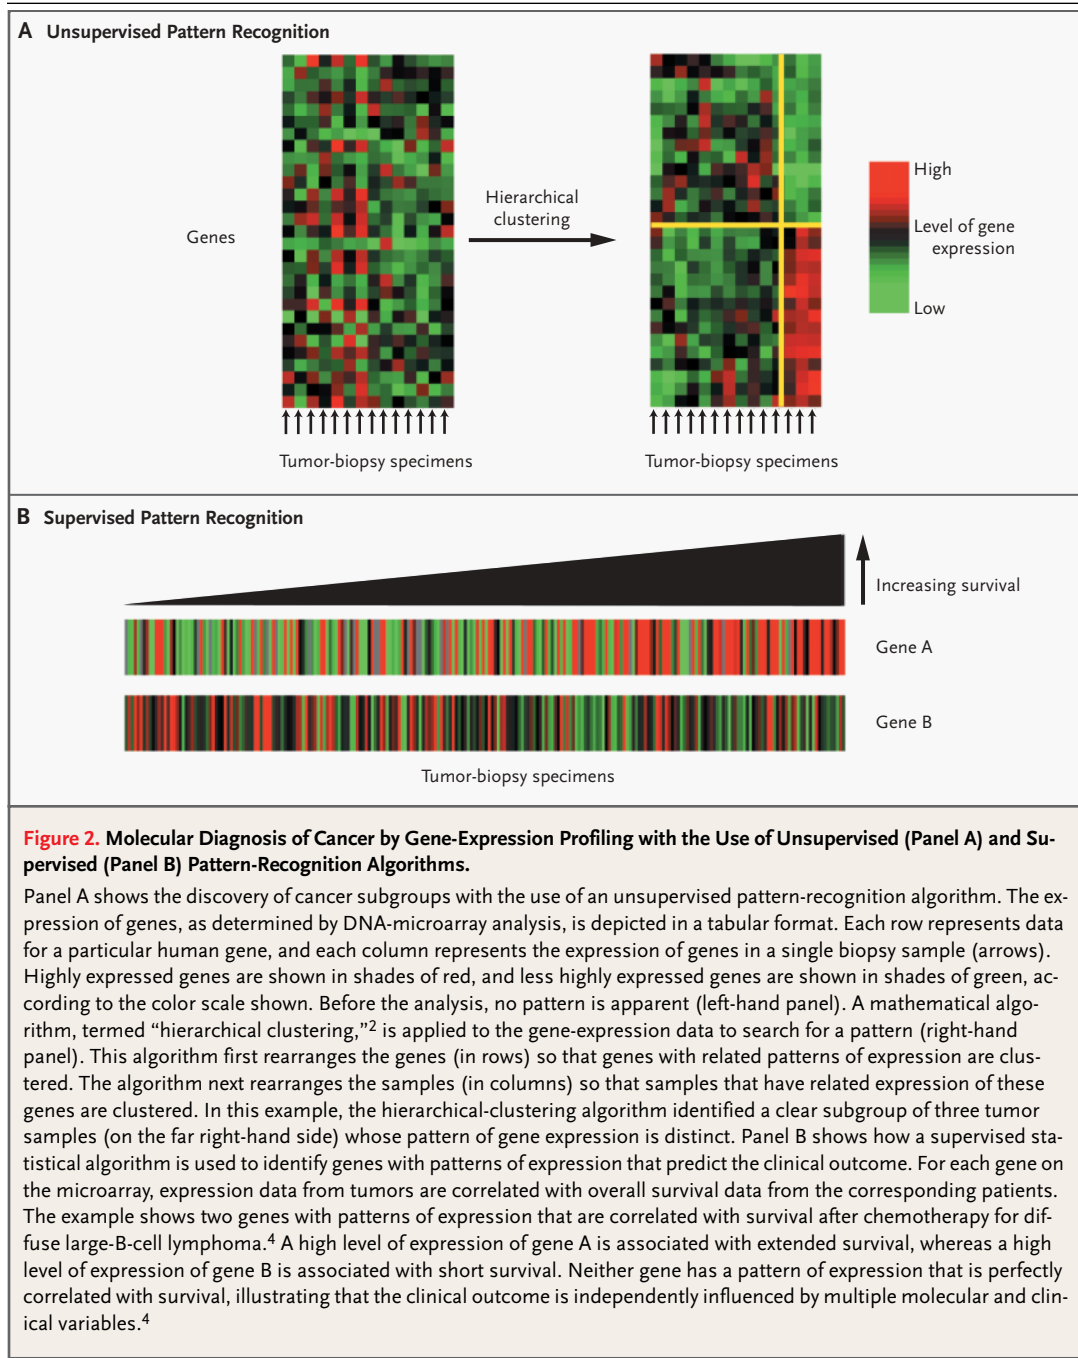 A Unsupervised Pattern Recognition
Genes
Hierarchical
clustering
High
Level of gene
expression
Low
Tumor-biopsy specimens
Tumor-biopsy specimens
B Supervised Pattern Recognition
Increasing survival
Gene A
Gene B
Tumor-biopsy specimens
Figure 2. Molecular Diagnosis of Cancer by Gene-Expression Profiling with the Use of Unsupervised (Panel A) and Su-
pervised (Panel B) Pattern-Recognition Algorithms.
Panel A shows the discovery of cancer subgroups with the use of an unsupervised pattern-recognition algorithm. The ex-
pression of genes, as determined by DNA-microarray analysis, is depicted in a tabular format. Each row represents data
for a particular human gene, and each column represents the expression of genes in a single biopsy sample (arrows).
Highly expressed genes are shown in shades of red, and less highly expressed genes are shown in shades of green, ac-
cording to the color scale shown. Before the analysis, no pattern is apparent (left-hand panel). A mathematical algo-
rithm, termed “hierarchical clustering,”2 is applied to the gene-expression data to search for a pattern (right-hand
panel). This algorithm first rearranges the genes (in rows) so that genes with related patterns of expression are clus-
tered. The algorithm next rearranges the samples (in columns) so that samples that have related expression of these
genes are clustered. In this example, the hierarchical-clustering algorithm identified a clear subgroup of three tumor
samples (on the far right-hand side) whose pattern of gene expression is distinct. Panel B shows how a supervised sta-
tistical algorithm is used to identify genes with patterns of expression that predict the clinical outcome. For each gene on
the microarray, expression data from tumors are correlated with overall survival data from the corresponding patients.
The example shows two genes with patterns of expression that are correlated with survival after chemotherapy for dif-
fuse large-B-cell lymphoma.4 A high level of expression of gene A is associated with extended survival, whereas a high
level of expression of gene B is associated with short survival. Neither gene has a pattern of expression that is perfectly
correlated with survival, illustrating that the clinical outcome is independently influenced by multiple molecular and clin-
ical variables.4